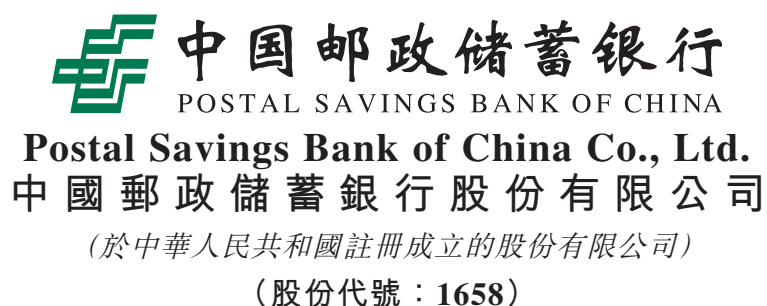 中国邮政储蓄银行
POSTAL SAVINGS BANK OF CHINA
Postal Savings Bank of China Co., Ltd.
中國郵政儲蓄銀行股份有限公司
(於中華人民共和國註冊成立的股份有限公司)
（股份代號：1658）